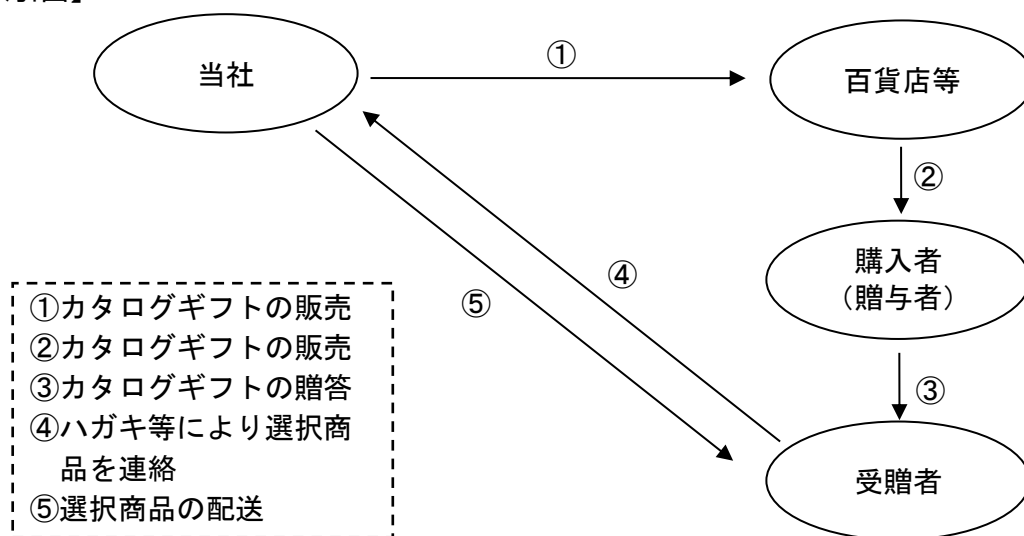 当社
①
百貨店等
②
購入者
（贈与者）
④
⑤
③
受贈者
①カタログギフトの販売
②カタログギフトの販売
③カタログギフトの贈答
④ハガキ等により選択商
品を連絡
⑤選択商品の配送